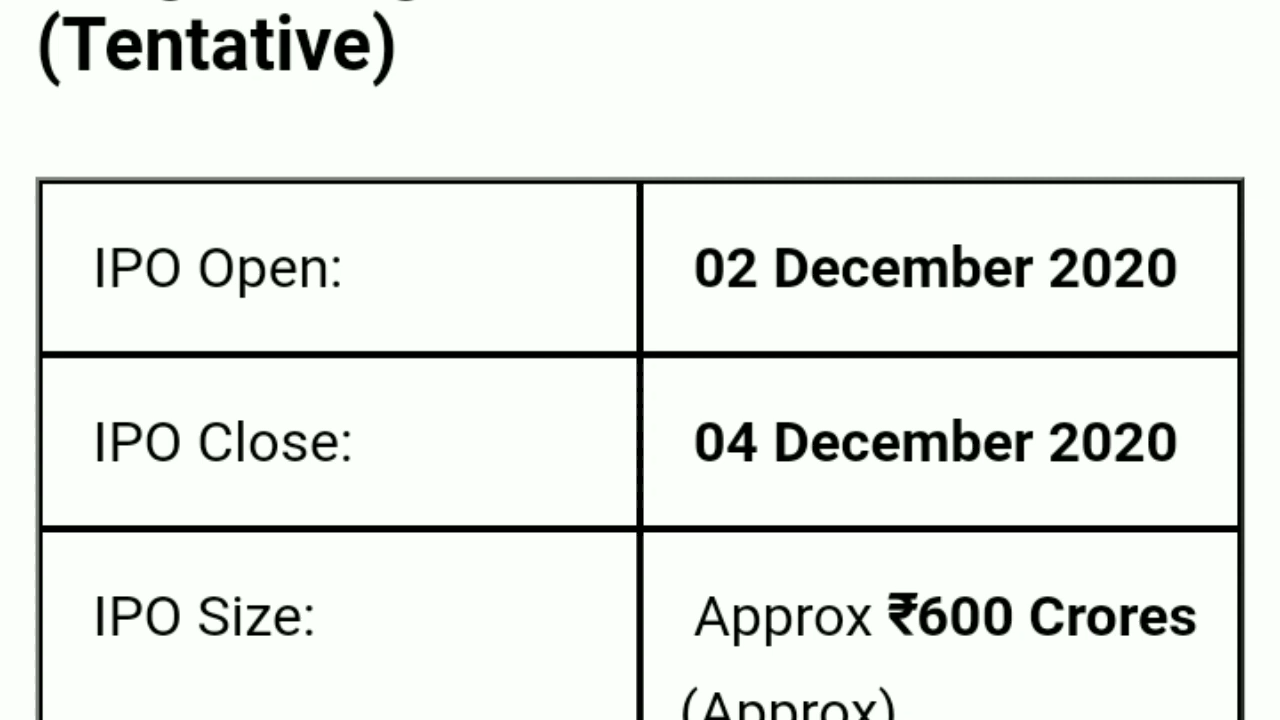 (Tentative)
IPO Open:
02 December 2020
IPO Close:
04 December 2020
IPO Size:
Approx ₹600 Crores
(Approx)